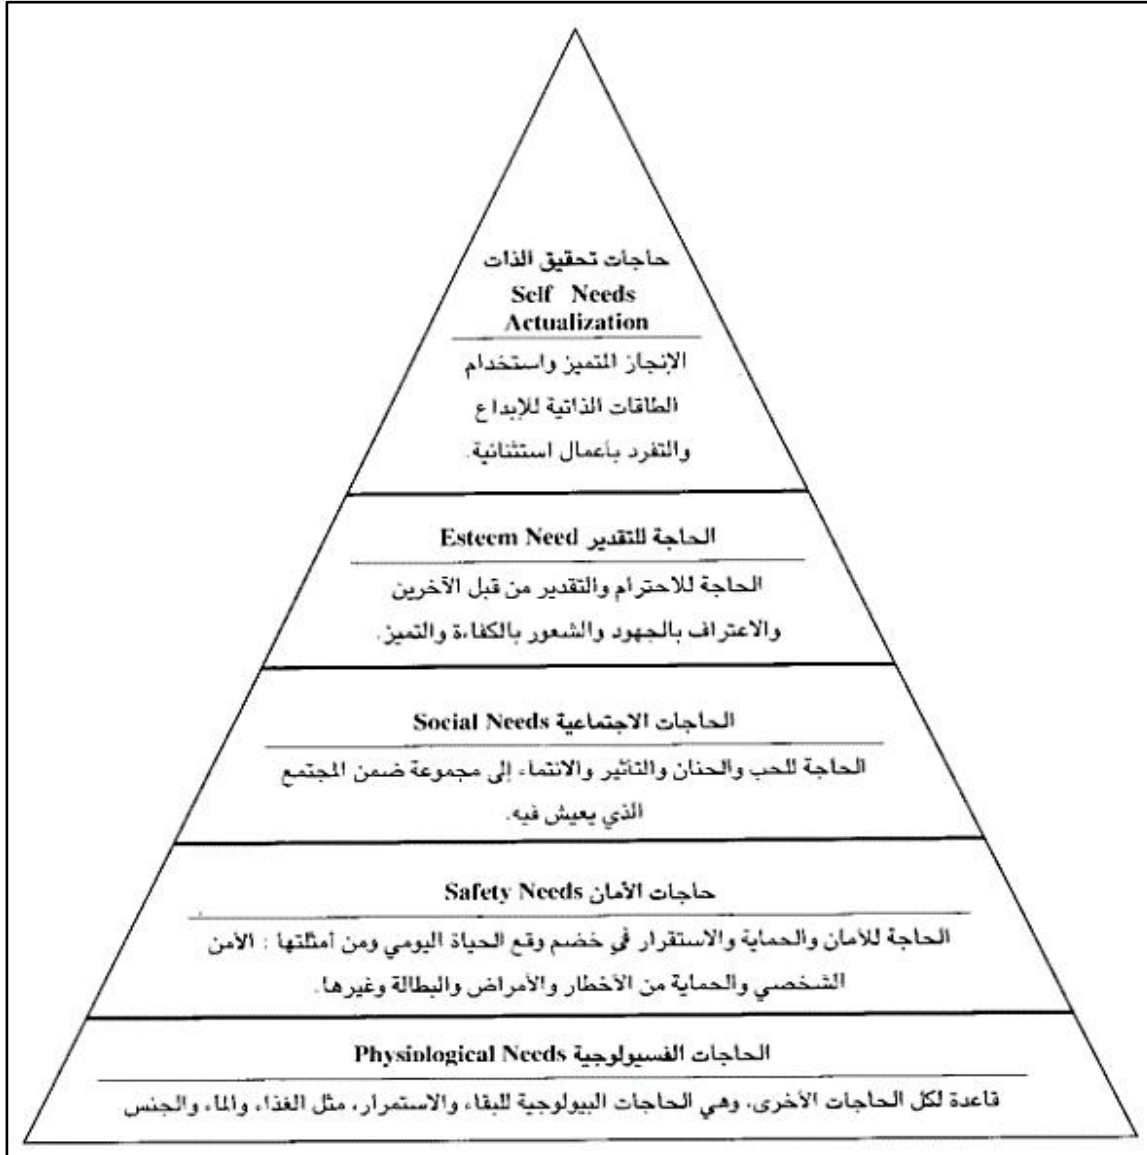 حاجات تحقيق الذات
Self Needs
Actualization
الإنجاز المتميز واستخدام
الطاقات الذاتية للإبداع
والتفرد بأعمال استثنائية.
الحاجة للتقدير Esteem Need
الحاجة للاحترام والتقدير من قبل الآخرين
والاعتراف بالجهود والشعور بالكفاءة والتميز.
الحاجات الاجتماعية Social Needs
الحاجة للحب والحنان والتأثير والانتماء إلى مجموعة ضمن المجتمع
الذي يعيش فيه.
حاجات الأمان Safety Needs
الحاجة للأمان والحماية والاستقرار في خضم وقع الحياة اليومي ومن أمثلتها : الأمن
الشخصي والحماية من الأخطار والأمراض والبطالة وغيرها.
الحاجات الفسيولوجية Physiological Needs
قاعدة لكل الحاجات الأخرى، وهي الحاجات البيولوجية للبقاء والاستمرار، مثل الغذاء والماء والجنس